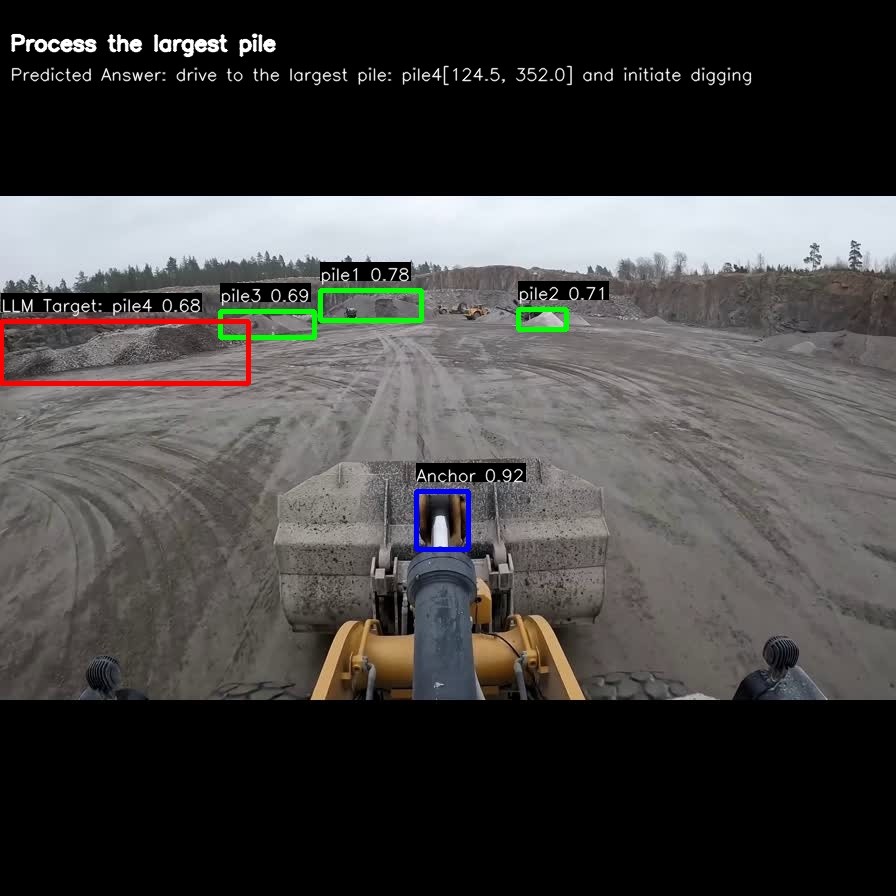 Process the largest pile
Predicted Answer: drive to the largest pile: pile4[124.5, 352.0] and initiate digging
pile1 0.78
pile3 0.69
pile2 0.71
LLM Target: pile4 0.68
Anchor 0.92